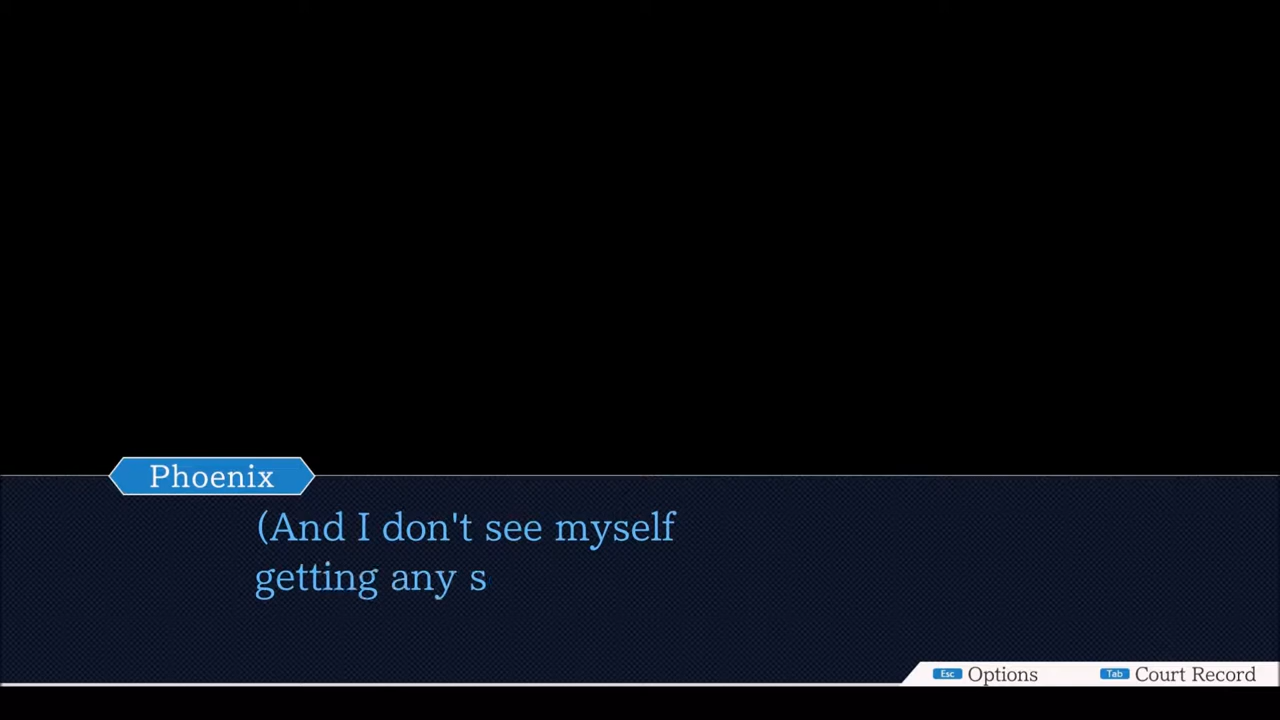 Phoenix
(And I don't see myself
getting any s
Esc Options Tab Court Record